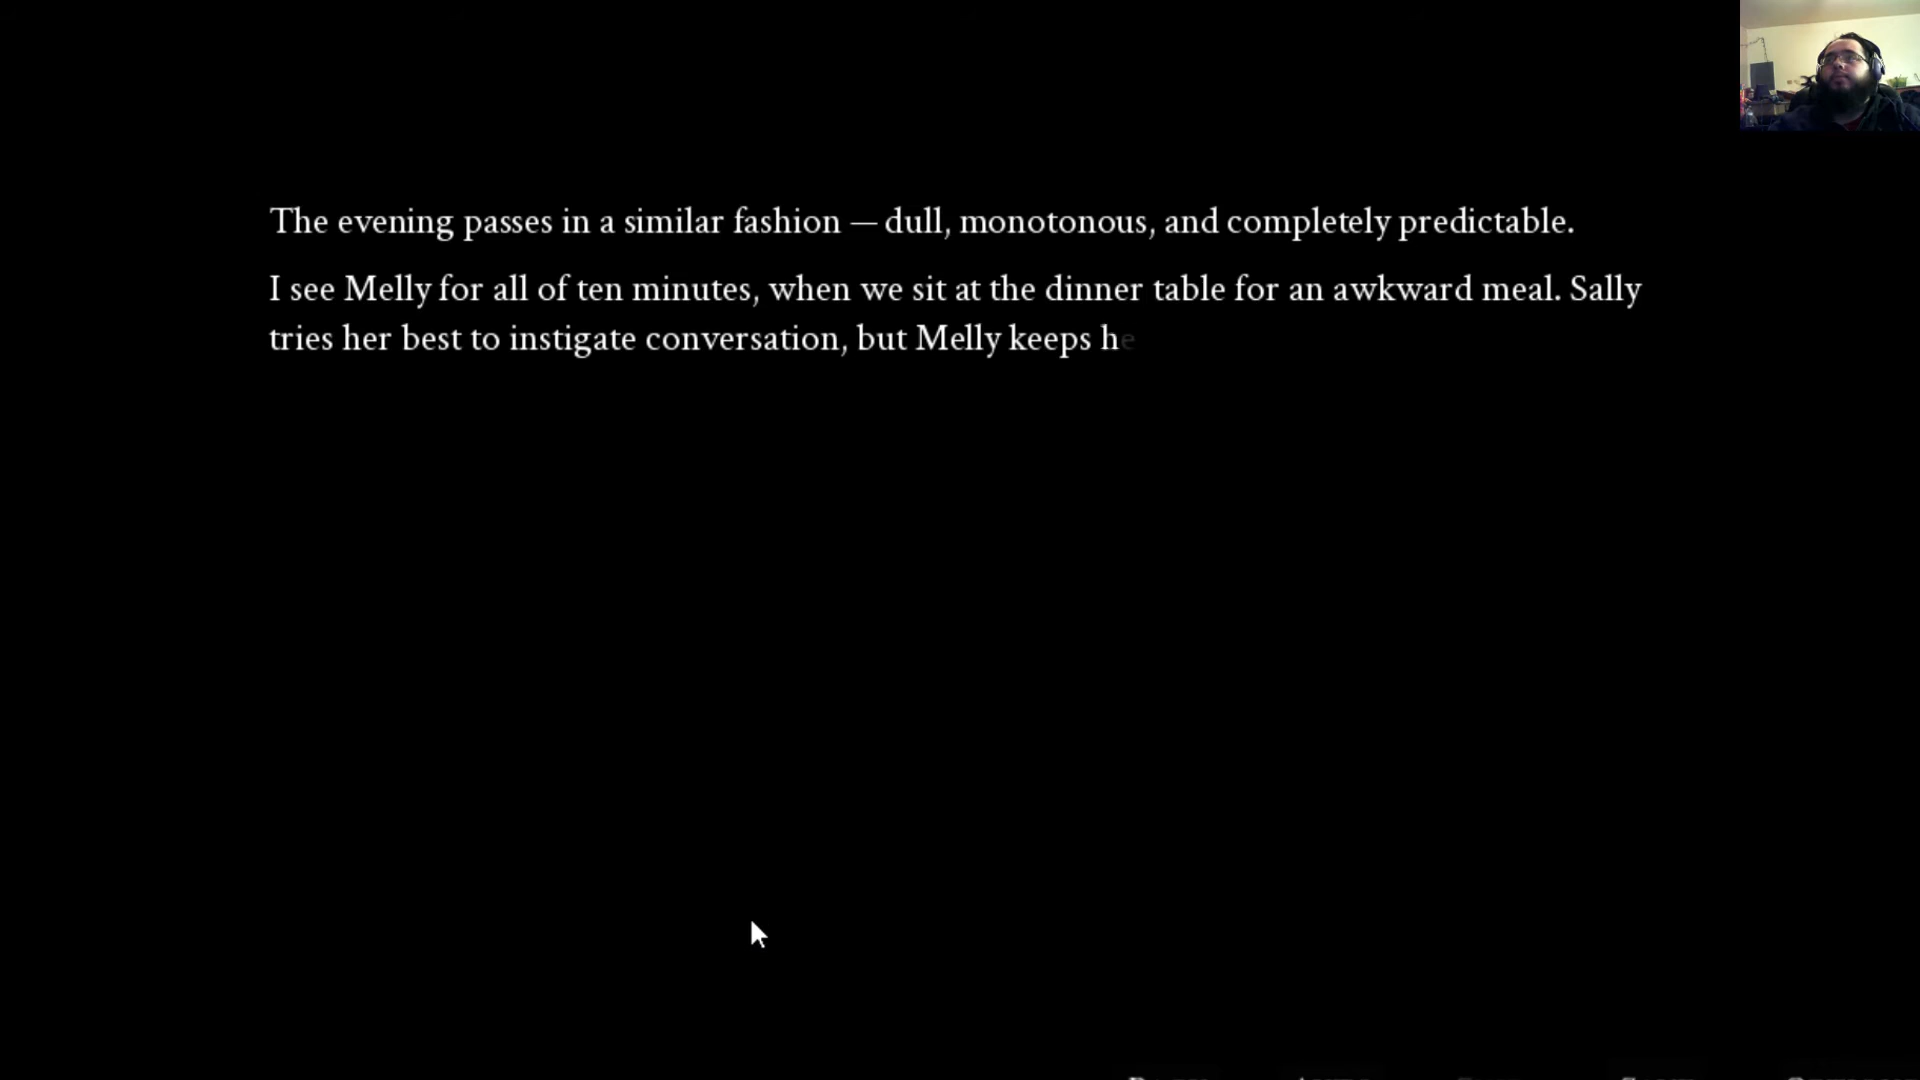 The evening passes in a similar fashion — dull, monotonous, and completely predictable.
I see Melly for all of ten minutes, when we sit at the dinner table for an awkward meal. Sally
tries her best to instigate conversation, but Melly keeps he